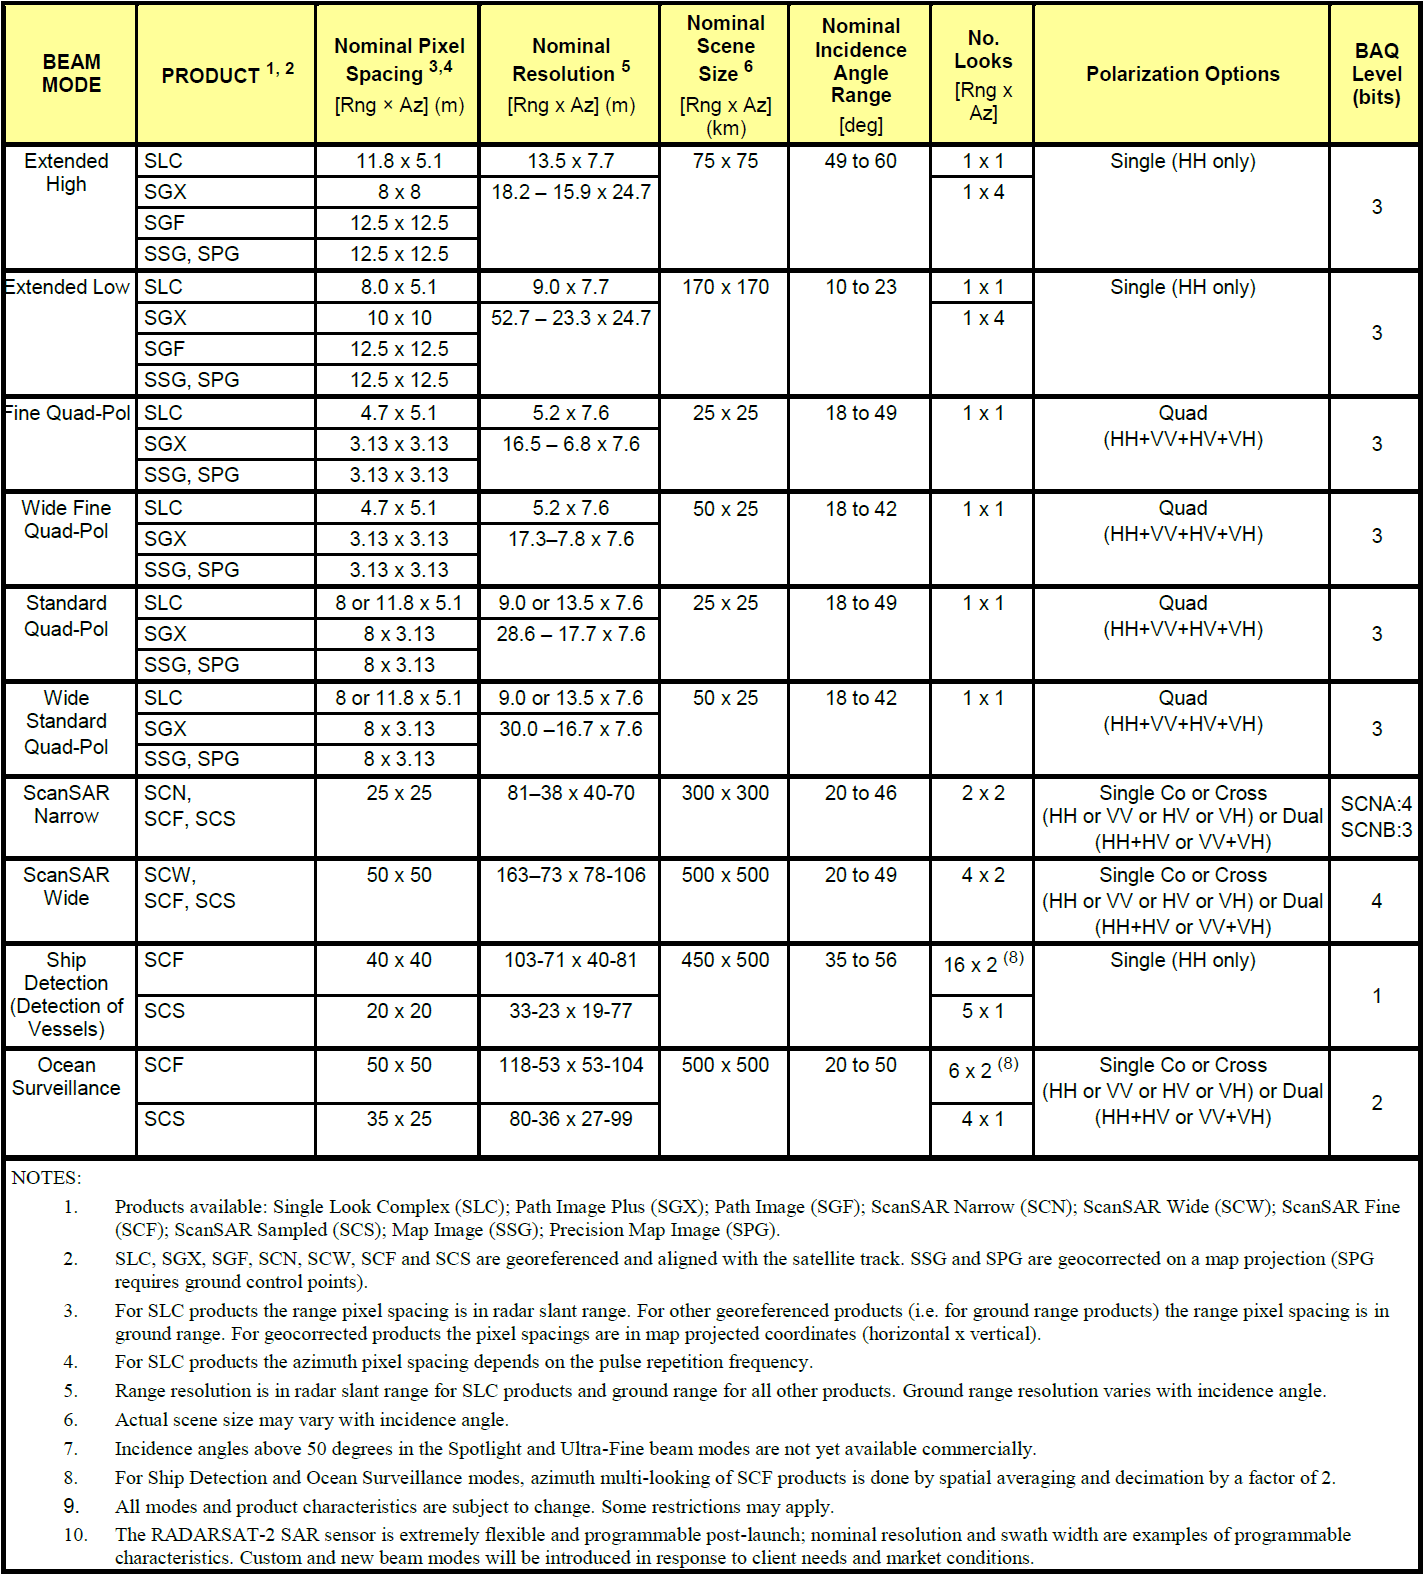 BEAM MODE
PRODUCT 1, 2
Nominal Pixel Spacing 3,4 [Rng × Az] (m)
Nominal Resolution 5 [Rng x Az] (m)
Nominal Scene Size 6 [Rng x Az] (km)
Nominal Incidence Angle Range [deg]
No. Looks [Rng x Az]
Polarization Options
BAQ Level (bits)
Extended High
SLC 11.8 x 5.1 13.5 x 7.7 75 x 75 49 to 60 1 x 1 Single (HH only) 3
SGX 8 x 8 18.2 – 15.9 x 24.7 1 x 4
SGF 12.5 x 12.5
SSG, SPG 12.5 x 12.5
Extended Low
SLC 8.0 x 5.1 9.0 x 7.7 170 x 170 10 to 23 1 x 1 Single (HH only) 3
SGX 10 x 10 52.7 – 23.3 x 24.7 1 x 4
SGF 12.5 x 12.5
SSG, SPG 12.5 x 12.5
Fine Quad-Pol
SLC 4.7 x 5.1 5.2 x 7.6 25 x 25 18 to 49 1 x 1 Quad (HH+VV+HV+VH) 3
SGX 3.13 x 3.13 16.5 – 6.8 x 7.6
SSG, SPG 3.13 x 3.13
Wide Fine Quad-Pol
SLC 4.7 x 5.1 5.2 x 7.6 50 x 25 18 to 42 1 x 1 Quad (HH+VV+HV+VH) 3
SGX 3.13 x 3.13 17.3–7.8 x 7.6
SSG, SPG 3.13 x 3.13
Standard Quad-Pol
SLC 8 or 11.8 x 5.1 9.0 or 13.5 x 7.6 25 x 25 18 to 49 1 x 1 Quad (HH+VV+HV+VH) 3
SGX 8 x 3.13 28.6 – 17.7 x 7.6
SSG, SPG 8 x 3.13
Wide Standard Quad-Pol
SLC 8 or 11.8 x 5.1 9.0 or 13.5 x 7.6 50 x 25 18 to 42 1 x 1 Quad (HH+VV+HV+VH) 3
SGX 8 x 3.13 30.0 –16.7 x 7.6
SSG, SPG 8 x 3.13
ScanSAR Narrow
SCN, SCF, SCS 25 x 25 81–38 x 40-70 300 x 300 20 to 46 2 x 2 Single Co or Cross (HH or VV or HV or VH) or Dual (HH+HV or VV+VH) SCNA:4 SCNB:3
ScanSAR Wide
SCW, SCF, SCS 50 x 50 163–73 x 78-106 500 x 500 20 to 49 4 x 2 Single Co or Cross (HH or VV or HV or VH) or Dual (HH+HV or VV+VH) 4
Ship Detection (Detection of Vessels)
SCF 40 x 40 103-71 x 40-81 450 x 500 35 to 56 16 x 2 (8) Single (HH only) 1
SCS 20 x 20 33-23 x 19-77 5 x 1
Ocean Surveillance
SCF 50 x 50 118-53 x 53-104 500 x 500 20 to 50 6 x 2 (8) Single Co or Cross (HH or VV or HV or VH) or Dual (HH+HV or VV+VH) 2
SCS 35 x 25 80-36 x 27-99 4 x 1
NOTES:
1. Products available: Single Look Complex (SLC); Path Image Plus (SGX); Path Image (SGF); ScanSAR Narrow (SCN); ScanSAR Wide (SCW); ScanSAR Fine
(SCF); ScanSAR Sampled (SCS); Map Image (SSG); Precision Map Image (SPG).
2. SLC, SGX, SGF, SCN, SCW, SCF and SCS are georeferenced and aligned with the satellite track. SSG and SPG are geocorrected on a map projection (SPG
requires ground control points).
3. For SLC products the range pixel spacing is in radar slant range. For other georeferenced products (i.e. for ground range products) the range pixel spacing is in
ground range. For geocorrected products the pixel spacings are in map projected coordinates (horizontal x vertical).
4. For SLC products the azimuth pixel spacing depends on the pulse repetition frequency.
5. Range resolution is in radar slant range for SLC products and ground range for all other products. Ground range resolution varies with incidence angle.
6. Actual scene size may vary with incidence angle.
7. Incidence angles above 50 degrees in the Spotlight and Ultra-Fine beam modes are not yet available commercially.
8. For Ship Detection and Ocean Surveillance modes, azimuth multi-looking of SCF products is done by spatial averaging and decimation by a factor of 2.
9. All modes and product characteristics are subject to change. Some restrictions may apply.
10. The RADARSAT-2 SAR sensor is extremely flexible and programmable post-launch; nominal resolution and swath width are examples of programmable
characteristics. Custom and new beam modes will be introduced in response to client needs and market conditions.